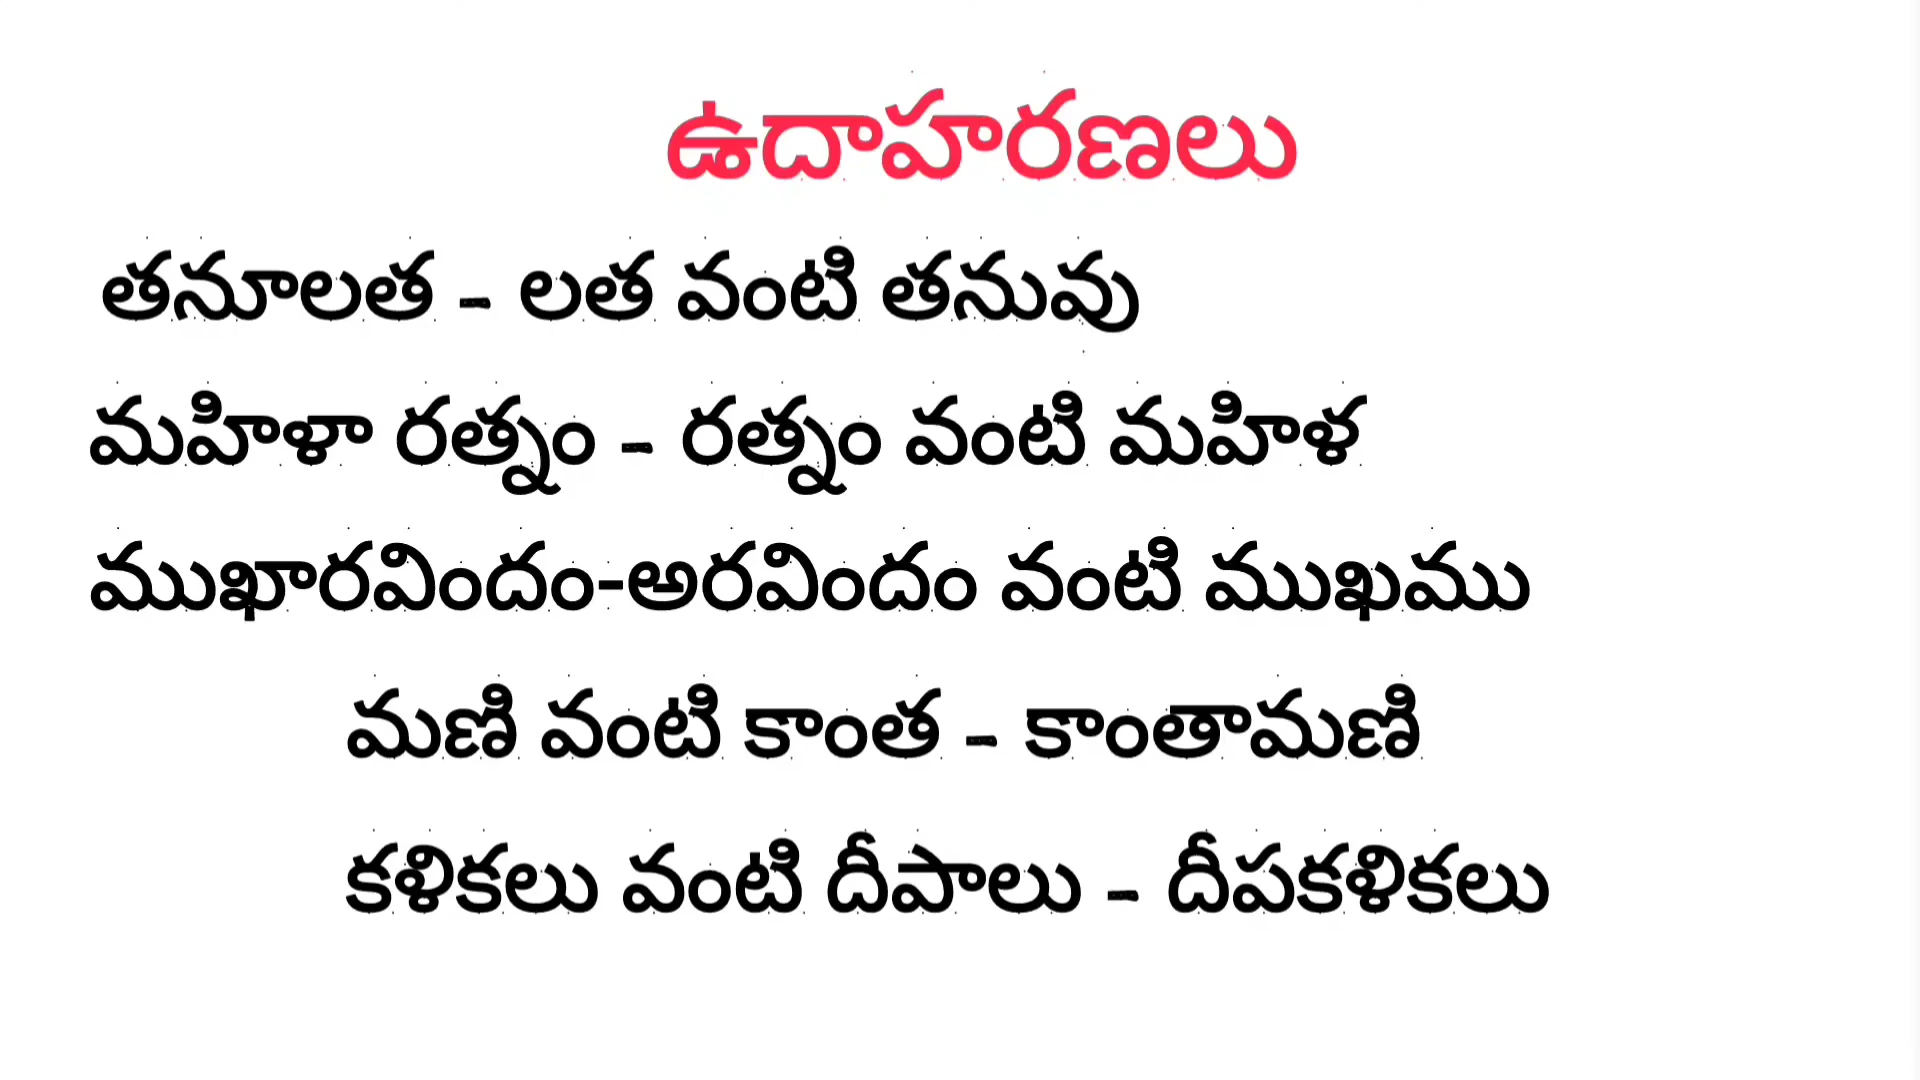 ఉదాహరణలు
తనూలత - లత వంటి తనువు
మహిళా రత్నం - రత్నం వంటి మహిళ
ముఖారవిందం-అరవిందం వంటి ముఖము
మణి వంటి కాంత - కాంతామణి
కళికలు వంటి దీపాలు - దీపకళికలు